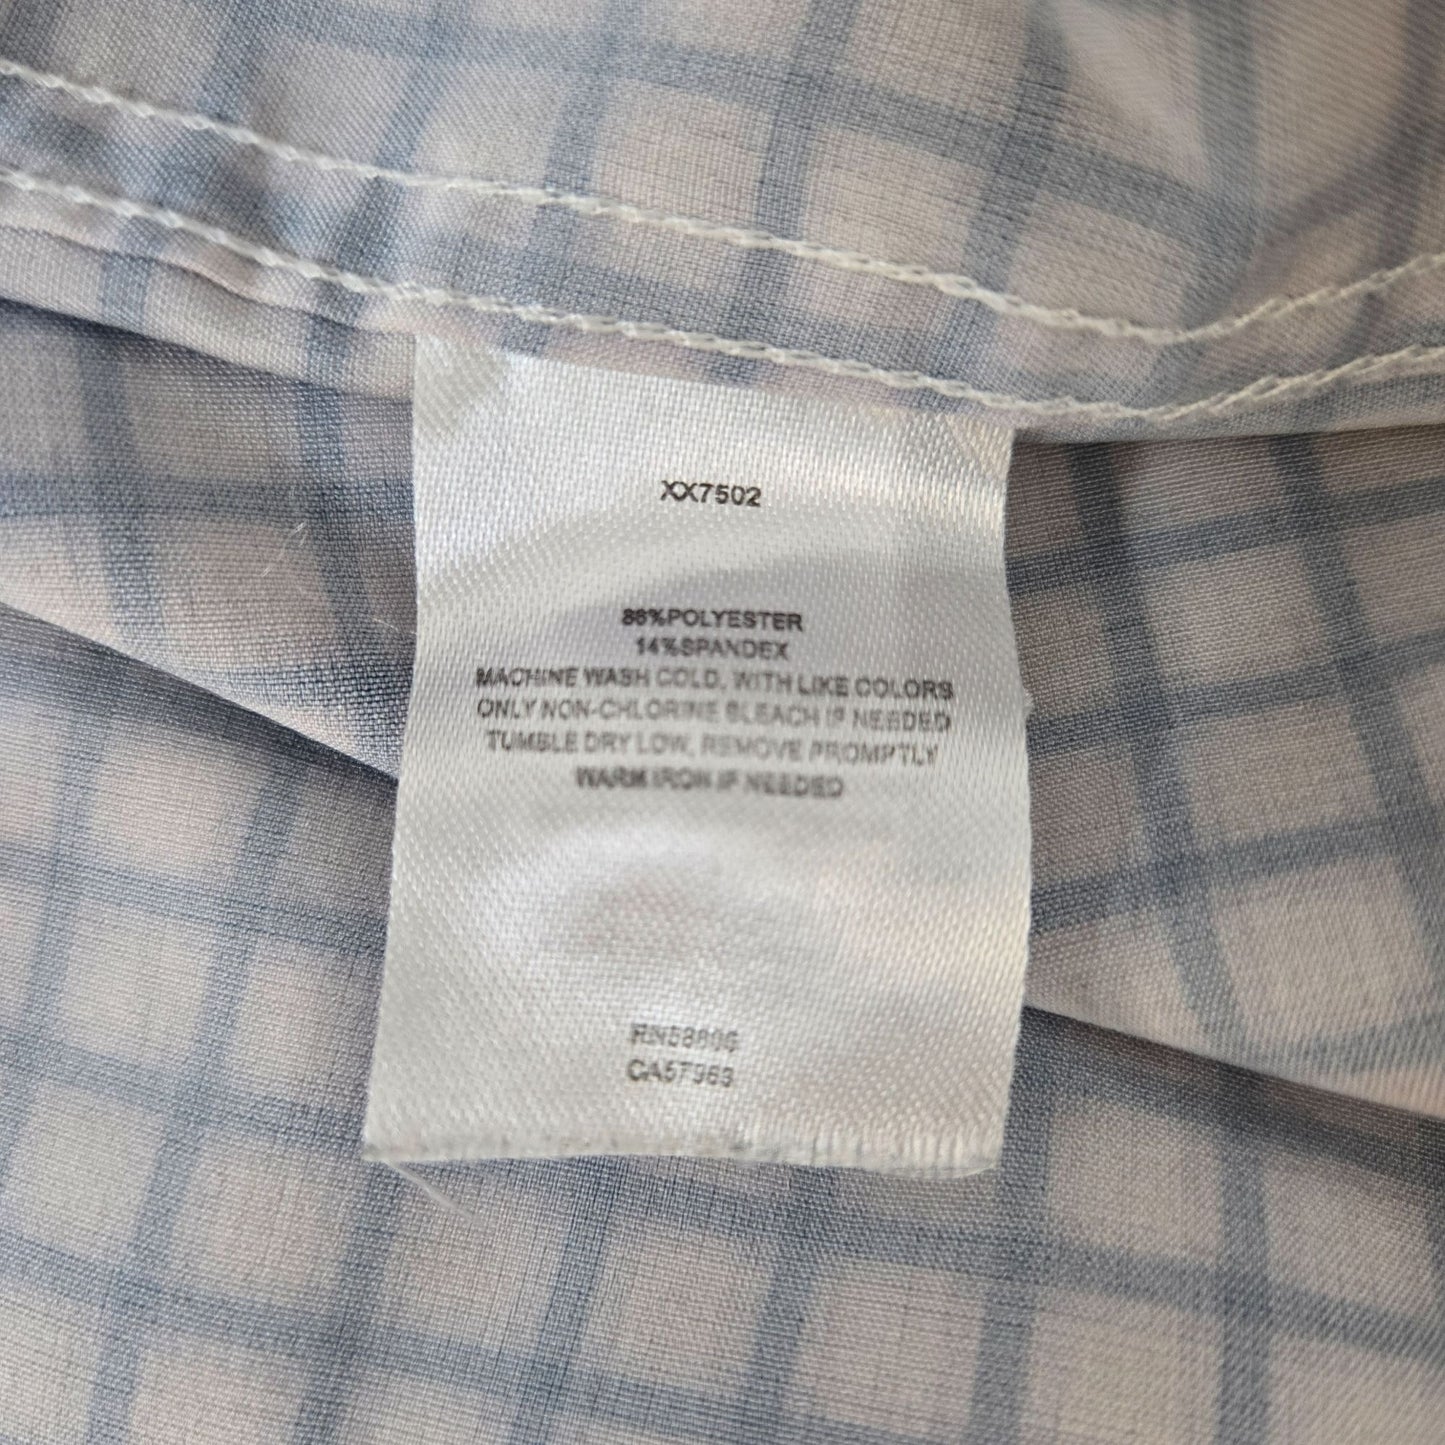 XX7502
86%POLYESTER
14%SPANDEX
MACHINE WASH COLD, WITH LIKE COLORS
ONLY NON-CHLORINE BLEACH IF NEEDED
TUMBLE DRY LOW, REMOVE PROMPTLY
WARM IRON IF NEEDED
CA57963